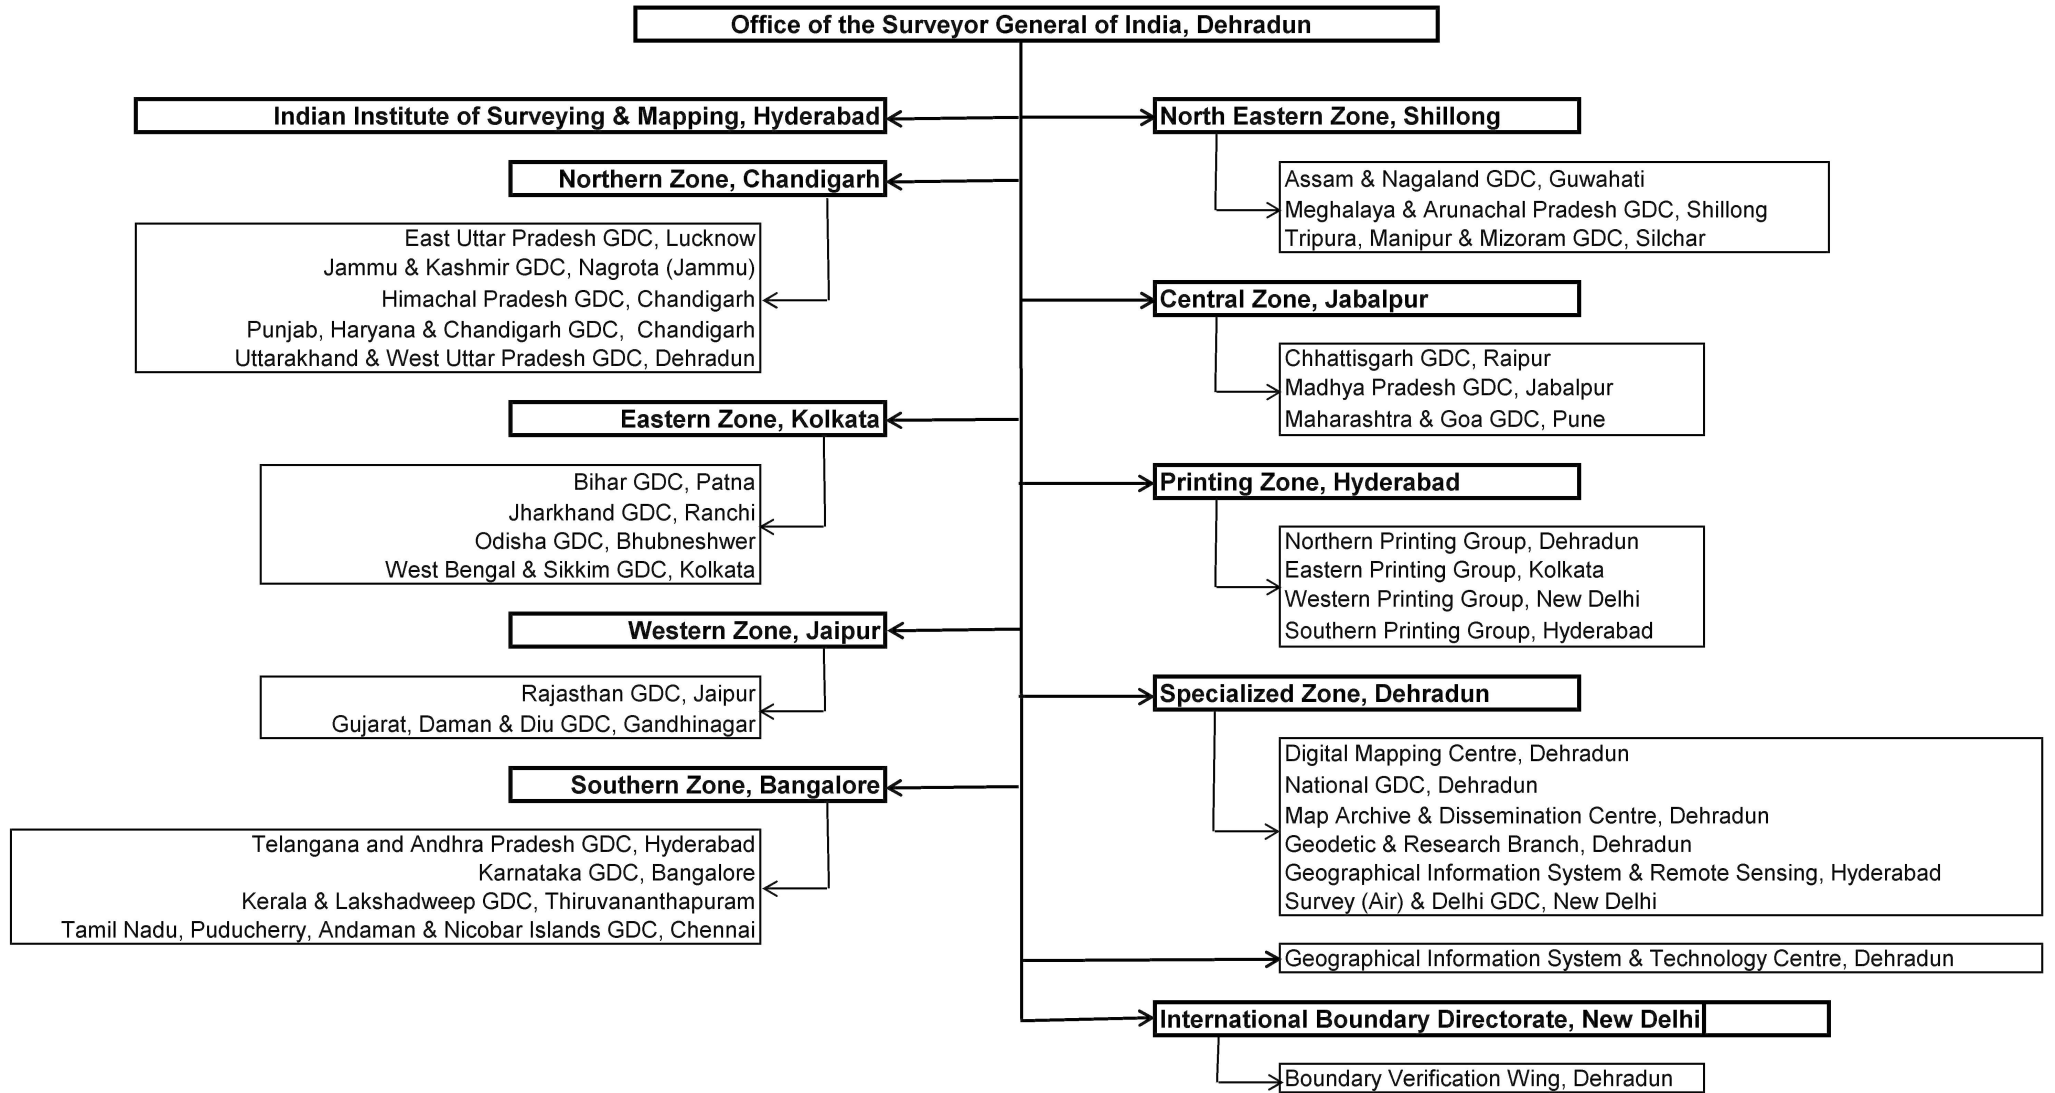 Office of the Surveyor General of India, Dehradun
Indian Institute of Surveying & Mapping, Hyderabad
Northern Zone, Chandigarh
East Uttar Pradesh GDC, Lucknow
Jammu & Kashmir GDC, Nagrota (Jammu)
Himachal Pradesh GDC, Chandigarh
Punjab, Haryana & Chandigarh GDC, Chandigarh
Uttarakhand & West Uttar Pradesh GDC, Dehradun
Eastern Zone, Kolkata
Bihar GDC, Patna
Jharkhand GDC, Ranchi
Odisha GDC, Bhubneshwer
West Bengal & Sikkim GDC, Kolkata
Western Zone, Jaipur
Rajasthan GDC, Jaipur
Gujarat, Daman & Diu GDC, Gandhinagar
Southern Zone, Bangalore
Telangana and Andhra Pradesh GDC, Hyderabad
Karnataka GDC, Bangalore
Kerala & Lakshadweep GDC, Thiruvananthapuram
Tamil Nadu, Puducherry, Andaman & Nicobar Islands GDC, Chennai
North Eastern Zone, Shillong
Assam & Nagaland GDC, Guwahati
Meghalaya & Arunachal Pradesh GDC, Shillong
Tripura, Manipur & Mizoram GDC, Silchar
Central Zone, Jabalpur
Chhattisgarh GDC, Raipur
Madhya Pradesh GDC, Jabalpur
Maharashtra & Goa GDC, Pune
Printing Zone, Hyderabad
Northern Printing Group, Dehradun
Eastern Printing Group, Kolkata
Western Printing Group, New Delhi
Southern Printing Group, Hyderabad
Specialized Zone, Dehradun
Digital Mapping Centre, Dehradun
National GDC, Dehradun
Map Archive & Dissemination Centre, Dehradun
Geodetic & Research Branch, Dehradun
Geographical Information System & Remote Sensing, Hyderabad
Survey (Air) & Delhi GDC, New Delhi
Geographical Information System & Technology Centre, Dehradun
International Boundary Directorate, New Delhi
Boundary Verification Wing, Dehradun